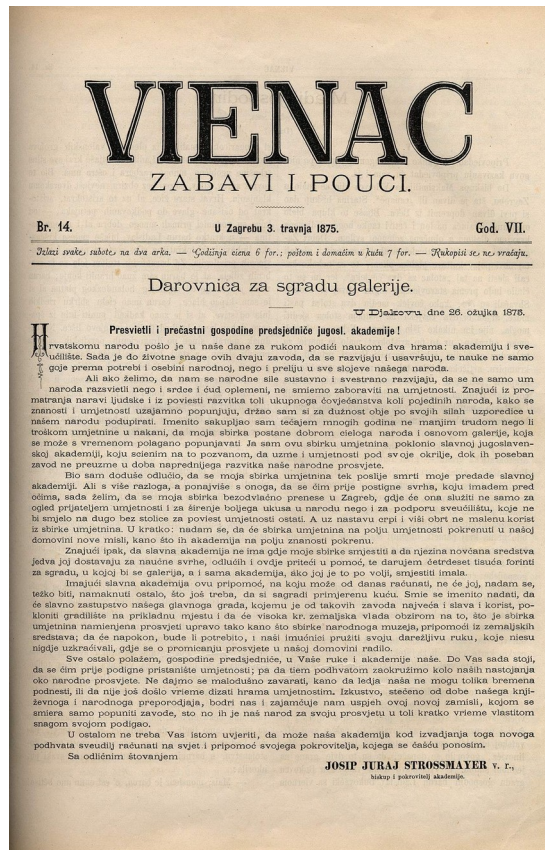 VIENAC
ZABAVI I POUCI.
Br. 14.
U Zagrebu 3. travnja 1875.
God. VII.
Izlazi svake subote na dva arka. — Godišnja ciena 6 for.; poštom i domaćim u kuću 7 for. — Rukopisi se ne vraćaju.
Darovnica za sgradu galerije.
U Djakovu dne 26. ožujka 1875.
Presvietli i prečastni gospodine predsjedniče jugosl. akademije!
Hrvatskomu narodu pošlo je u naše dane za rukom podići naukom dva hrama: akademiju i sve-
učilište. Sada je do životne snage ovih dvaju zavoda, da se razvijaju i usavršuju, te nauke ne samo
goje prema potrebi i osebini narodnoj, nego i preliju u sve slojeve našega naroda.
Ali ako želimo, da nam se narodne sile sustavno i svestrano razvijaju, da se ne samo um
naroda razsvietli nego i srdce i ćud oplemeni, ne smiemo zaboraviti na umjetnosti. Znajući iz pro-
matranja naravi ljudske i iz poviesti razvitka toli ukupnoga čovječanstva koli pojedinih naroda, kako se
znanosti i umjetnosti uzajamno popunjuju, držao sam si za dužnost obje po svojih silah uzporedice u
našem narodu podupirati. Imenito sakupljao sam tečajem mnogih godina ne manjim trudom nego li
troškom umjetnine u nakani, da moja sbirka postane dobrom cieloga naroda i osnovom galerije, koja
se može s vremenom polagano popunjavati. Ja sam ovu sbirku umjetnina poklonio slavnoj jugoslaven-
skoj akademiji, koju scienim na to pozvanom, da uzme i umjetnosti pod svoje okrilje, dok ih poseban
zavod ne preuzme u doba naprednijega razvitka naše narodne prosvjete.
Bio sam doduše odlučio, da se moja sbirka umjetnina tek poslije smrti moje predade slavnoj
akademiji. Ali s više razloga, a ponajviše s onoga, da se čim prije postigne svrha, koju imadem pred
očima, sada želim, da se moja sbirka bezodvlačno prenese u Zagreb, gdje će ona služiti ne samo za
ogled prijateljem umjetnosti i za širenje boljega ukusa u narodu nego i za podporu sveučilištu, koje ne
bi smjelo na dugo bez stolice za poviest umjetnosti ostati. A uz nastavu crpi i viši obrt ne malenu korist
iz sbirke umjetnina. U kratko: nadam se, da će sbirka umjetnina na polju umjetnosti pokrenuti u našoj
domovini nove misli, kano što ih akademija na polju znanosti pokrenu.
Znajući ipak, da slavna akademija ne ima gdje moje sbirke smjestiti a da njezina novčana sredstva
jedva joj dostavaju za naučne svrhe, odlučih i ovdje priteći u pomoć, te darujem četrdeset tisuća forinti
za sgradu, u kojoj bi se galerija, a i sama akademija, ako joj je to po volji, smjestiti imala.
Imajući slavna akademija ovu pripomoć, na koju može od danas računati, ne će joj, nadam se,
težko biti, namaknuti ostalo, što još treba, da si sagradi primjerenu kuću. Smie se imenito nadati, da
će slavno zastupstvo našega glavnoga grada, kojemu je od takovih zavoda najveća i slava i korist, po-
kloniti gradilište na prikladnu mjestu i da će visoka kr. zemaljska vlada obzirom na to, što je sbirka
umjetnina namienjena prosvjeti upravo tako kano što sbirke narodnoga muzeja, pripomoći iz zemaljskih
sredstava; da će napokon, bude li potrebito, i naši imućnici pružiti svoju darežljivu ruku, koje niesu
nigdje uzkraćivali, gdje se o promicanju prosvjete u našoj domovini radilo.
Sve ostalo polažem, gospodine predsjedniče, u Vaše ruke i akademije naše. Do Vas sada stoji,
da se čim prije podigne pristanište umjetnosti; pa da tiem podhvatom zaokružimo kolo naših nastojanja
oko narodne prosvjete. Ne dajmo se malodušno zavarati, kano da ledja naša ne mogu tolika bremena
podnesti, ili da nije još došlo vrieme dizati hrama umjetnostim. Izkustvo, stečeno od dobe našega knji-
ževnoga i narodnoga preporodjaja, bodri nas i zajamčuje nam uspjeh ovoj novoj zamisli, kojom se
smiera samo popuniti zavode, sto no ih je naš narod za svoju prosvjetu u toli kratko vrieme vlastitom
snagom svojom podigao.
U ostalom ne treba Vas istom uvjeriti, da može naša akademija kod izvadjanja toga novoga
podhvata sveudilj računati na svjet i pripomoć svojega pokrovitelja, kojega se čašću ponosim.
Sa odličnim štovanjem
JOSIP JURAJ STROSSMAYER v. r.,
biskup i pokrovitelj akademije.